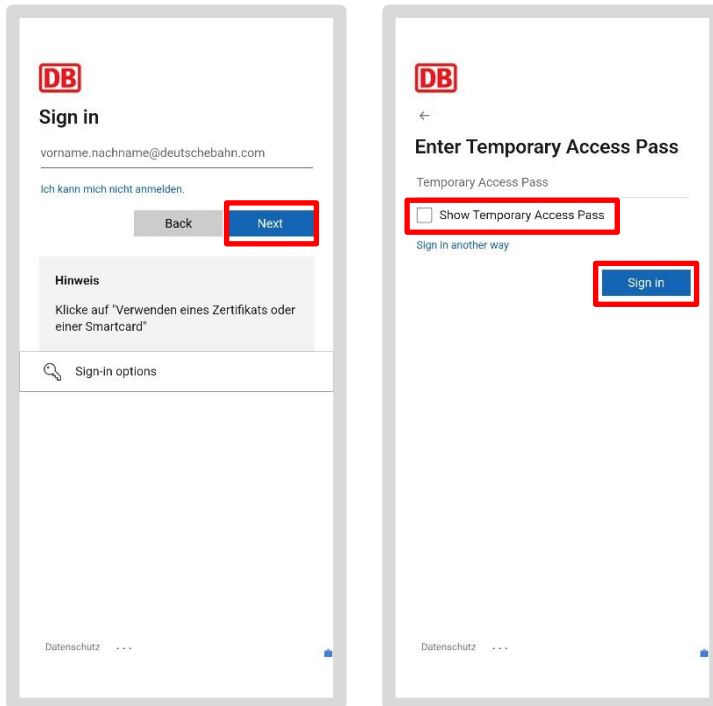 DB
Sign in
vorname.nachname@deutschebahn.com
Ich kann mich nicht anmelden.
Back
Next
Hinweis
Klicke auf "Verwenden eines Zertifikats oder
einer Smartcard"
Sign-in options
Datenschutz ...
DB
Enter Temporary Access Pass
Temporary Access Pass
Show Temporary Access Pass
Sign in another way
Sign in
Datenschutz ...